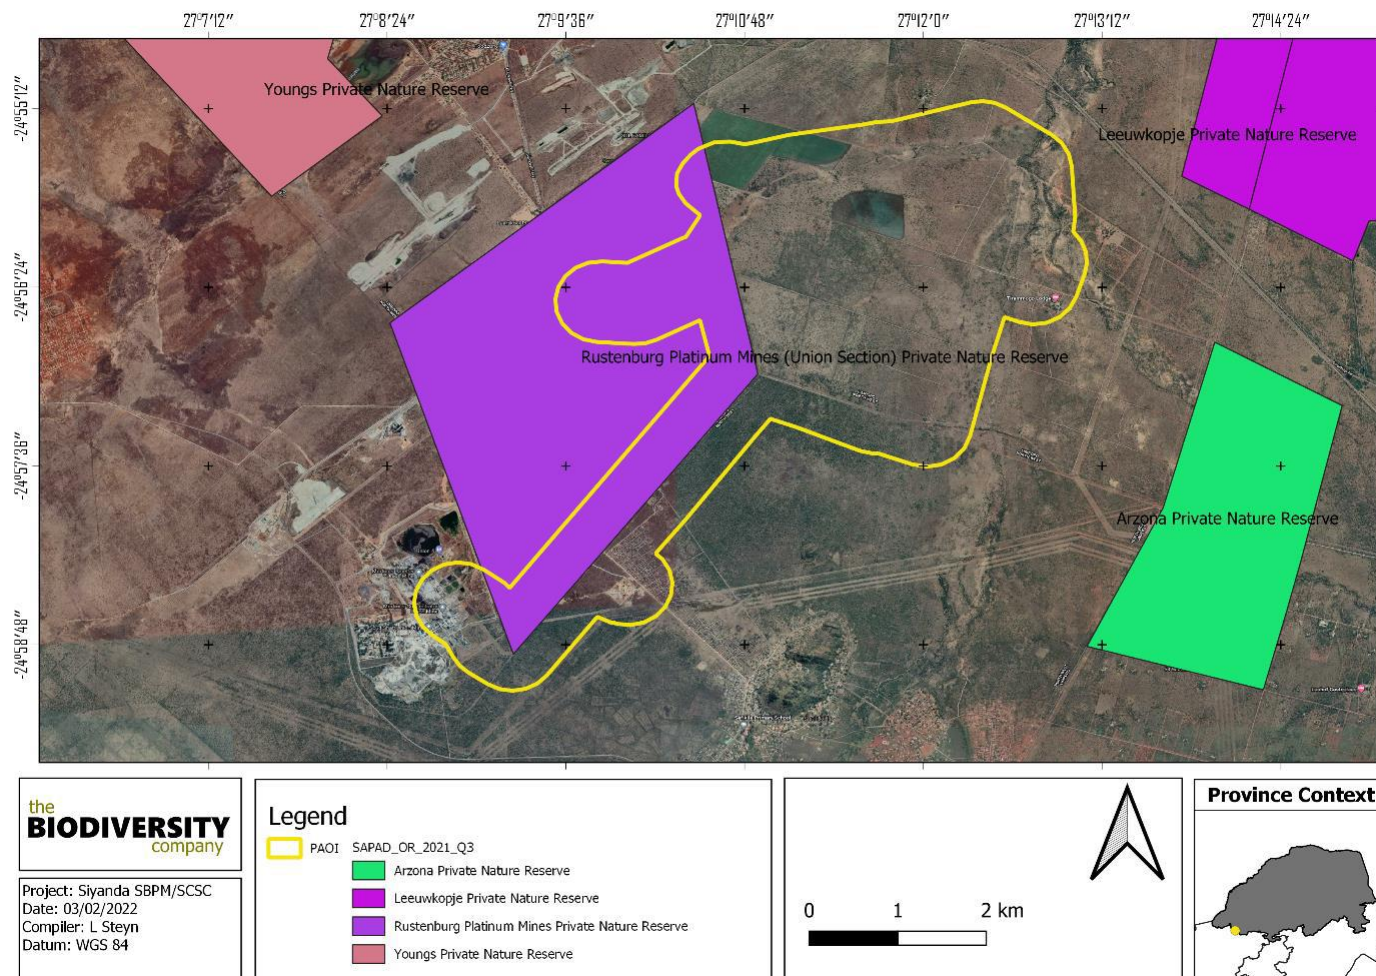 27°7'12" 27°8'24" 27°9'36" 27°10'48" 27°12'0" 27°13'12" 27°14'24"
-24°55'12"
-24°56'24"
-24°57'36"
-24°58'48"
Youngs Private Nature Reserve
Leeuwkopje Private Nature Reserve
Rustenburg Platinum Mines (Union Section) Private Nature Reserve
Arzona Private Nature Reserve
the
BIODIVERSITY
company
Project: Siyanda SBPM/SCSC
Date: 03/02/2022
Compiler: L Steyn
Datum: WGS 84
Legend
PAOI SAPAD_OR_2021_Q3
Arzona Private Nature Reserve
Leeuwkopje Private Nature Reserve
Rustenburg Platinum Mines Private Nature Reserve
Youngs Private Nature Reserve
0 1 2 km
Province Context